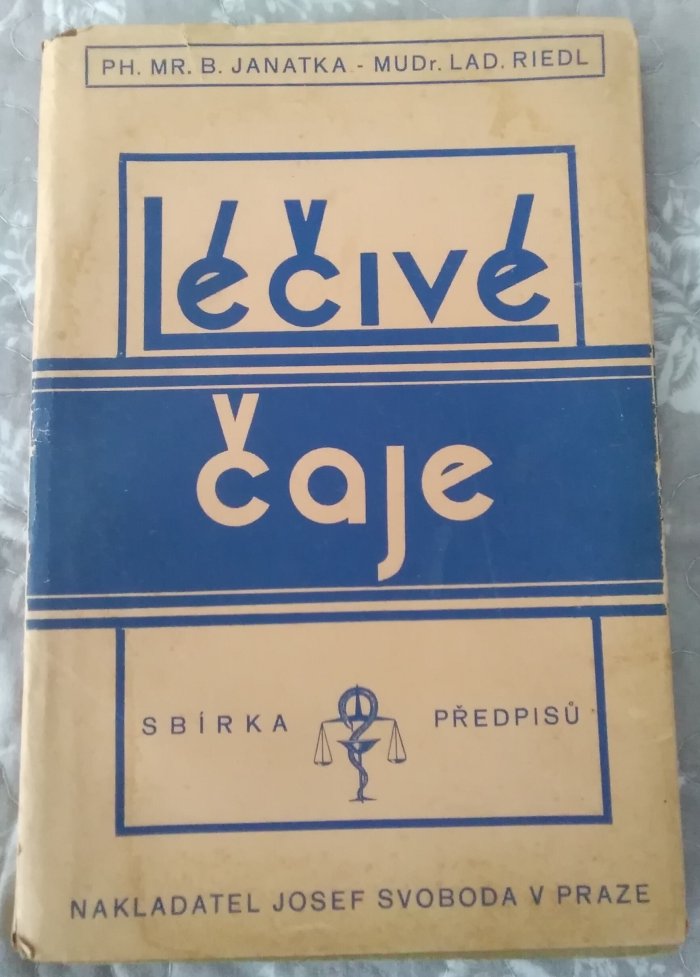 PH. MR. B. JANATKA - MUDr. LAD. RIEDL
Léčivé
čaje
SBÍRKA PŘEDPISŮ
NAKLADATEL JOSEF SVOBODA V PRAZE